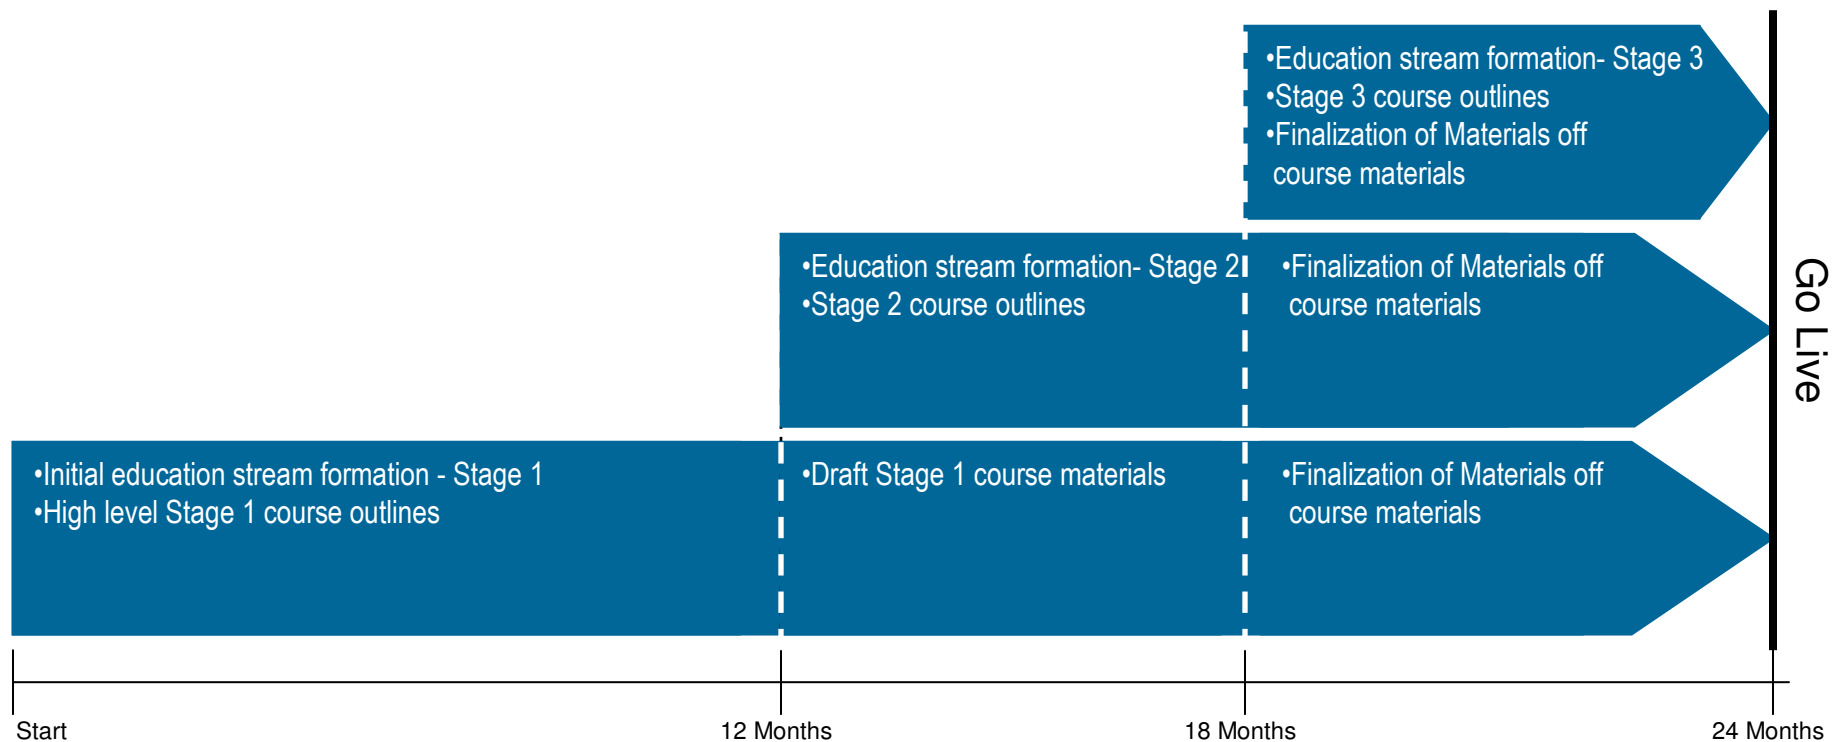 •Education stream formation- Stage 3
•Stage 3 course outlines
•Finalization of Materials off
course materials
•Education stream formation- Stage 2
•Stage 2 course outlines
•Finalization of Materials off
course materials
•Initial education stream formation - Stage 1
•High level Stage 1 course outlines
•Draft Stage 1 course materials
•Finalization of Materials off
course materials
Go Live
Start
12 Months
18 Months
24 Months